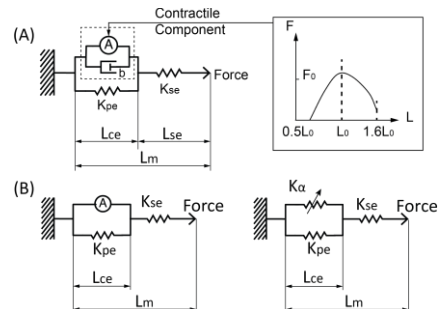 Contractile
Component
(A)
A
b
Kpe
Kse
Force
Lce
Lse
Lm
F
F₀
L
0.5L₀
L₀
1.6L₀
(B)
A
Kse
Force
Kpe
Lce
Lm
Kα
Kse
Force
Kpe
Lce
Lm